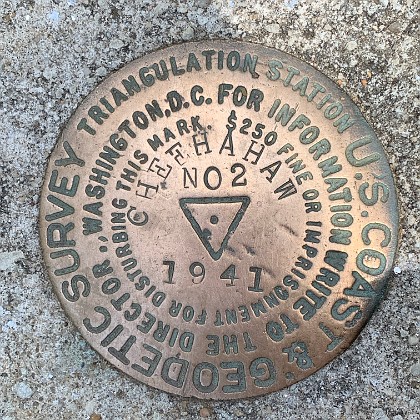 U.S. COAST & GEODETIC SURVEY
TRIANGULATION STATION
FOR INFORMATION WRITE TO THE DIRECTOR, WASHINGTON, D.C.
$250 FINE OR IMPRISONMENT FOR DISTURBING THIS MARK.
CHEEHAHAW
NO 2
1941